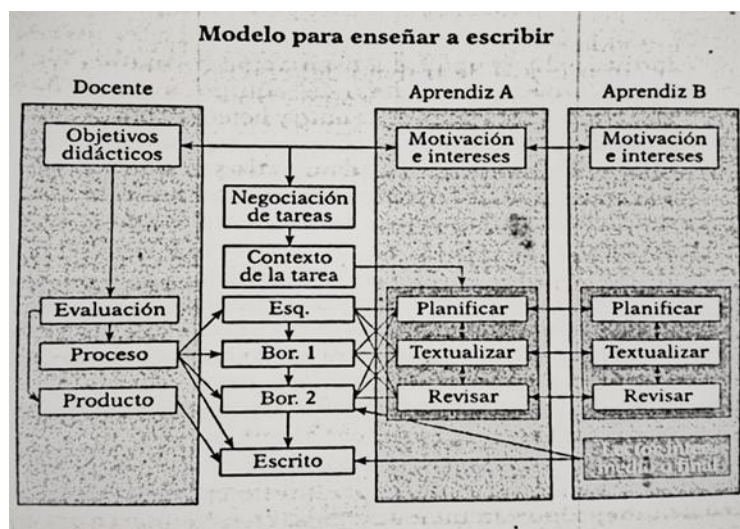 Modelo para enseñar a escribir
Docente
Aprendiz A
Aprendiz B
Objetivos
didácticos
Motivación
e intereses
Motivación
e intereses
Negociación
de tareas
Contexto
de la tarea
Evaluación
Esq.
Planificar
Planificar
Proceso
Bor. 1
Textualizar
Textualizar
Producto
Bor. 2
Revisar
Revisar
Escrito